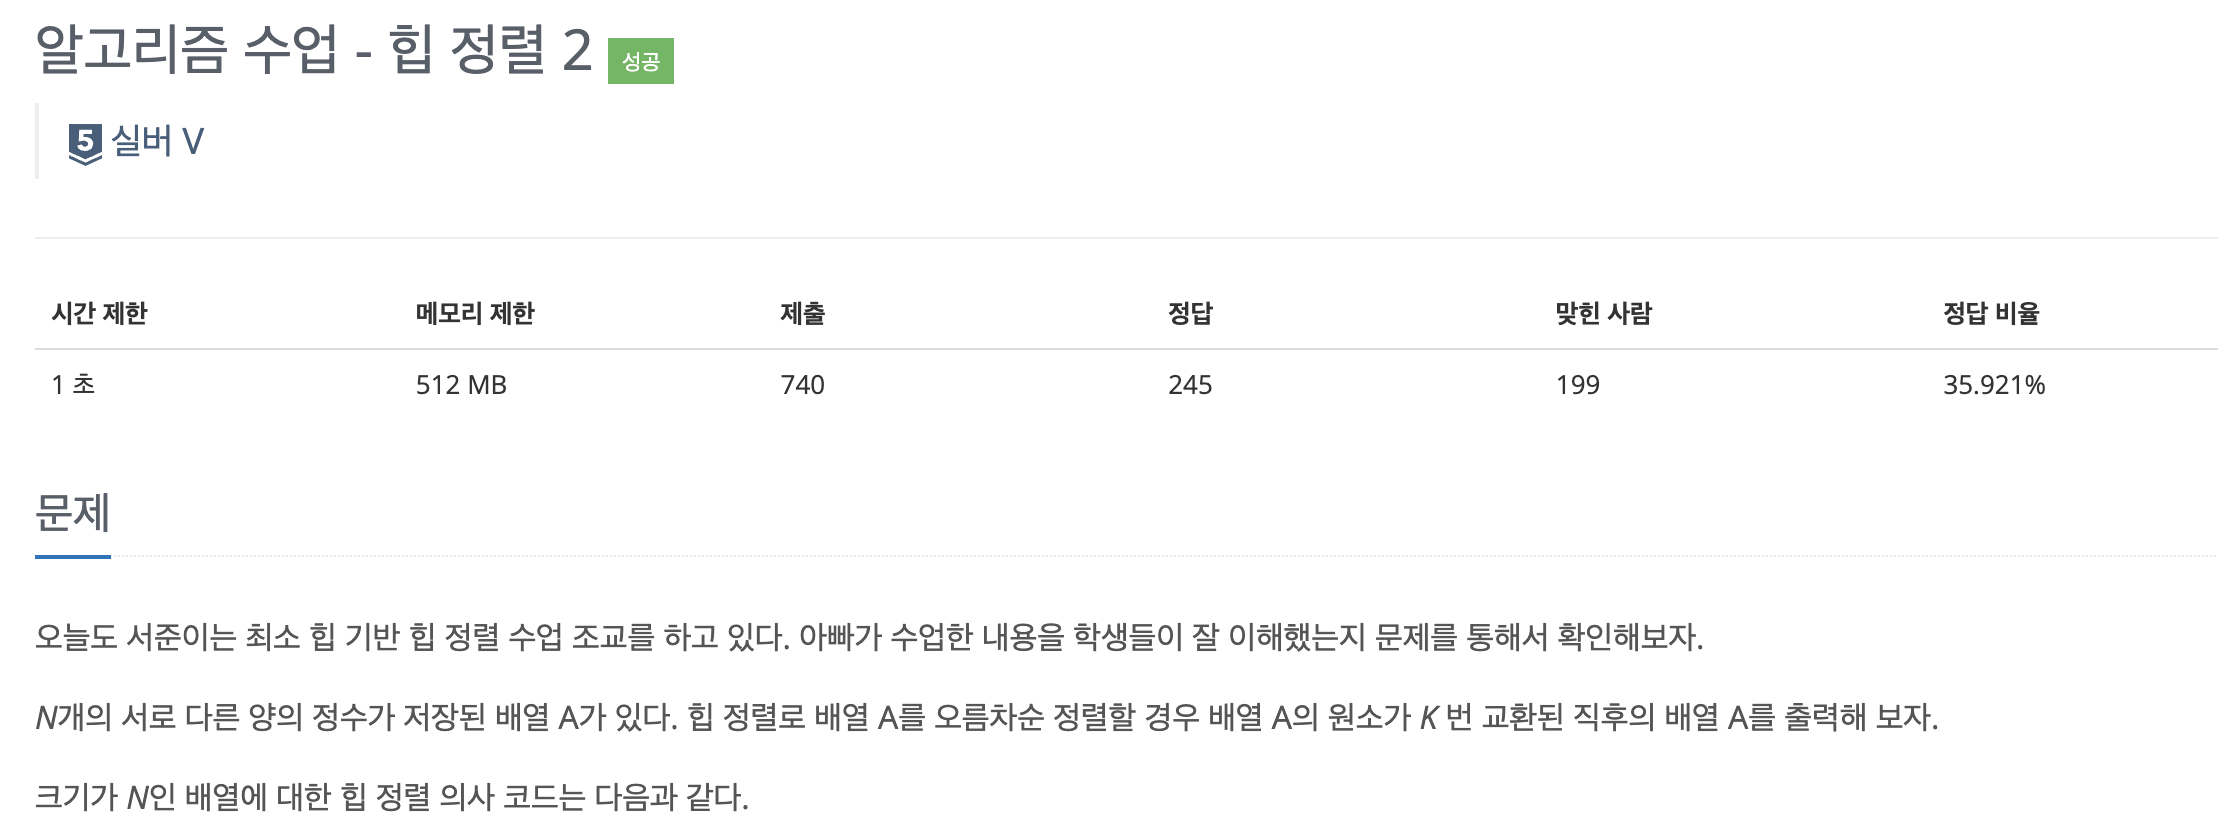 알고리즘 수업 - 힙 정렬 2 성공
5 실버 V
시간 제한 메모리 제한 제출 정답 맞힌 사람 정답 비율
1 초 512 MB 740 245 199 35.921%
문제
오늘도 서준이는 최소 힙 기반 힙 정렬 수업 조교를 하고 있다. 아빠가 수업한 내용을 학생들이 잘 이해했는지 문제를 통해서 확인해보자.
N개의 서로 다른 양의 정수가 저장된 배열 A가 있다. 힙 정렬로 배열 A를 오름차순 정렬할 경우 배열 A의 원소가 K 번 교환된 직후의 배열 A를 출력해 보자.
크기가 N인 배열에 대한 힙 정렬 의사 코드는 다음과 같다.